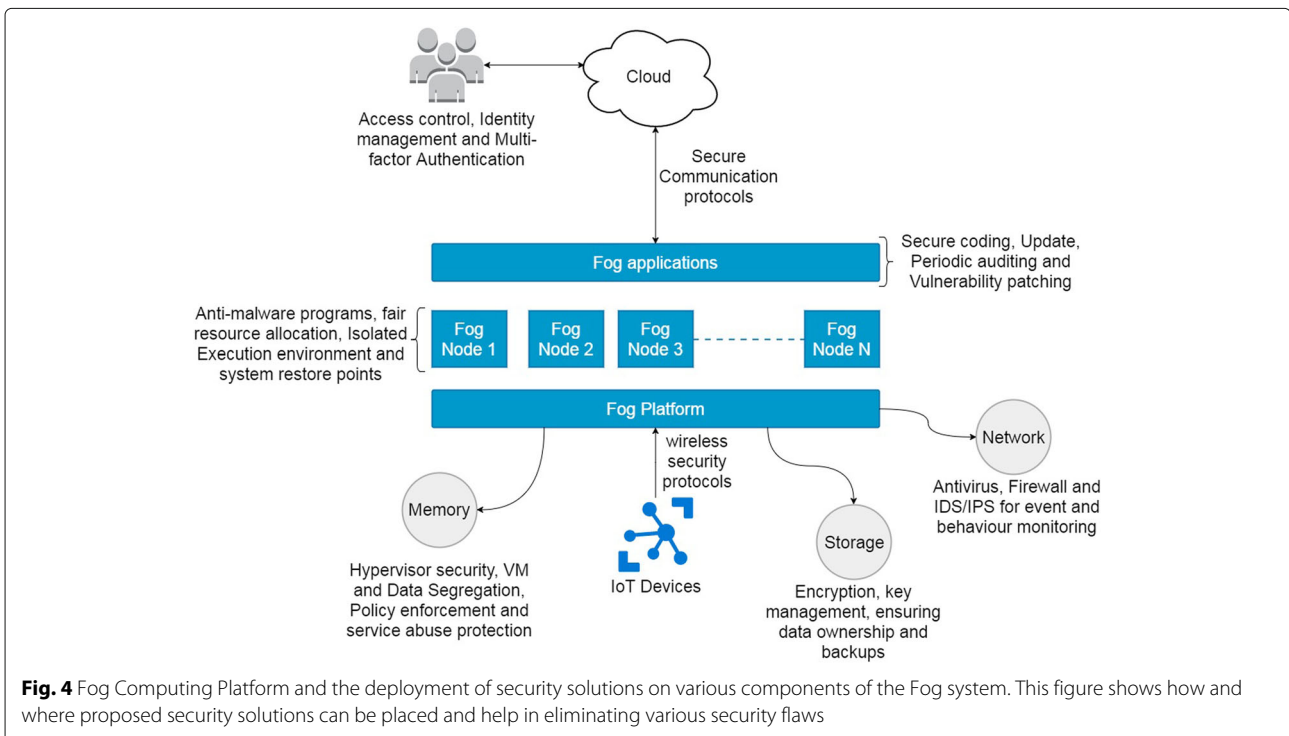 Cloud
Access control, Identity
management and Multi-
factor Authentication
Secure
Communication
protocols
Fog applications
Secure coding, Update,
Periodic auditing and
Vulnerability patching
Anti-malware programs, fair
resource allocation, Isolated
Execution environment and
system restore points
Fog
Node 1
Fog
Node 2
Fog
Node 3
Fog
Node N
Fog Platform
wireless
security
protocols
Network
Antivirus, Firewall and
IDS/IPS for event and
behaviour monitoring
Memory
Hypervisor security, VM
and Data Segregation,
Policy enforcement and
service abuse protection
IoT Devices
Storage
Encryption, key
management, ensuring
data ownership and
backups
Fig. 4 Fog Computing Platform and the deployment of security solutions on various components of the Fog system. This figure shows how and
where proposed security solutions can be placed and help in eliminating various security flaws